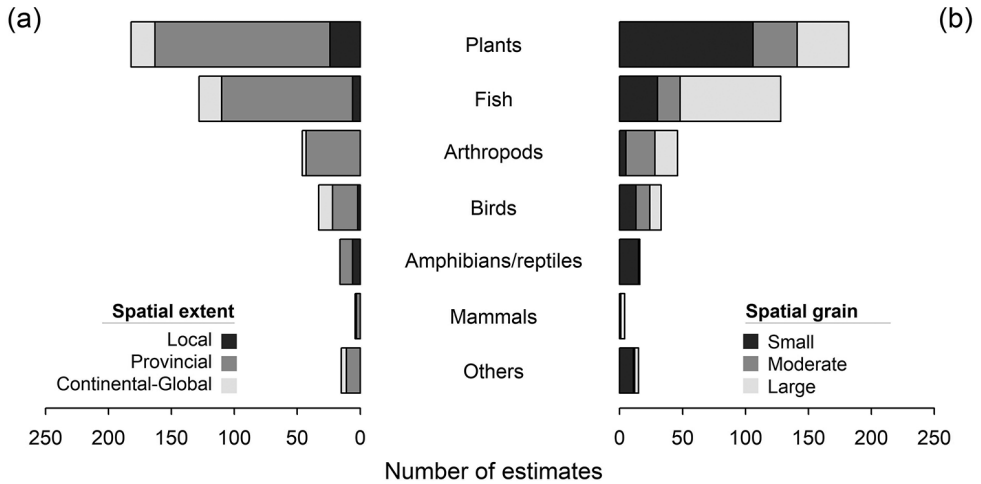 (a)
(b)
Plants
Fish
Arthropods
Birds
Amphibians/reptiles
Mammals
Others
Spatial extent
Local
Provincial
Continental-Global
Spatial grain
Small
Moderate
Large
250 200 150 100 50 0
0 50 100 150 200 250
Number of estimates